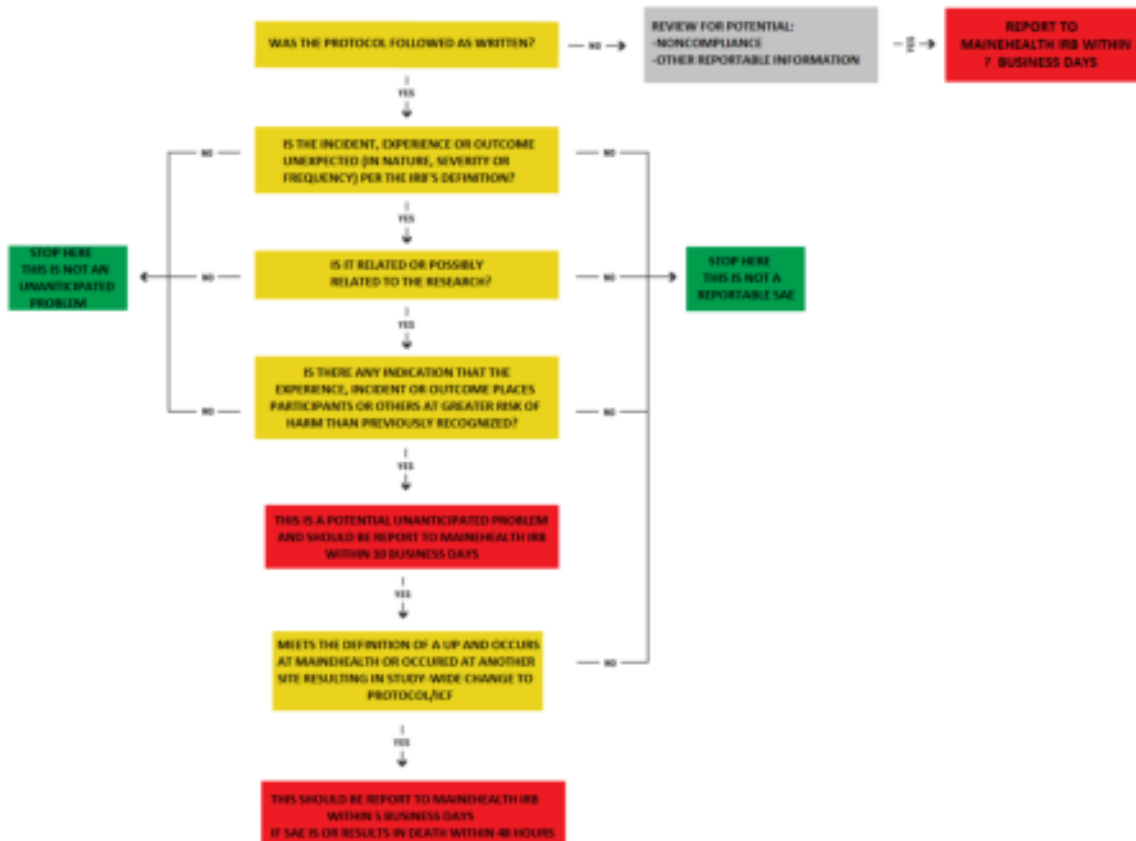 WAS THE PROTOCOL FOLLOWED AS WRITTEN?
NO
REVIEW FOR POTENTIAL:
-NONCOMPLIANCE
-OTHER REPORTABLE INFORMATION
YES
REPORT TO
MAINEHEALTH IRB WITHIN
7 BUSINESS DAYS
YES
IS THE INCIDENT, EXPERIENCE OR OUTCOME
UNEXPECTED (IN NATURE, SEVERITY OR
FREQUENCY) PER THE IRB'S DEFINITION?
NO
NO
YES
STOP HERE
THIS IS NOT AN
UNANTICIPATED
PROBLEM
NO
IS IT RELATED OR POSSIBLY
RELATED TO THE RESEARCH?
NO
STOP HERE
THIS IS NOT A
REPORTABLE SAE
YES
IS THERE ANY INDICATION THAT THE
EXPERIENCE, INCIDENT OR OUTCOME PLACES
PARTICIPANTS OR OTHERS AT GREATER RISK OF
HARM THAN PREVIOUSLY RECOGNIZED?
NO
NO
YES
THIS IS A POTENTIAL UNANTICIPATED PROBLEM
AND SHOULD BE REPORT TO MAINEHEALTH IRB
WITHIN 10 BUSINESS DAYS
YES
MEETS THE DEFINITION OF A UP AND OCCURS
AT MAINEHEALTH OR OCCURED AT ANOTHER
SITE RESULTING IN STUDY-WIDE CHANGE TO
PROTOCOL/ICF
NO
YES
THIS SHOULD BE REPORT TO MAINEHEALTH IRB
WITHIN 5 BUSINESS DAYS
IF SAE IS OR RESULTS IN DEATH WITHIN 48 HOURS